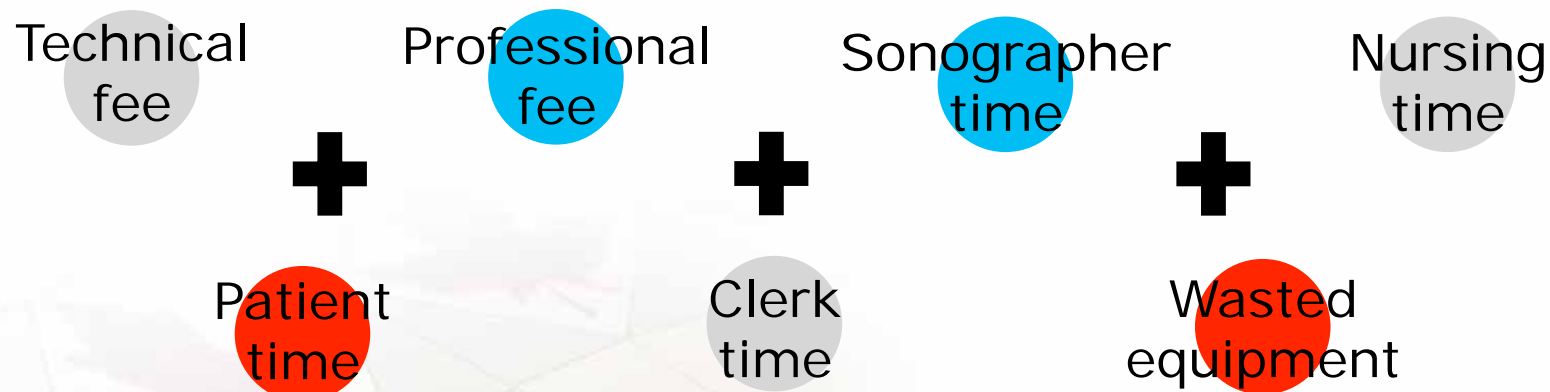 Technical
fee
Professional
fee
Sonographer
time
Nursing
time
Patient
time
Clerk
time
Wasted
equipment